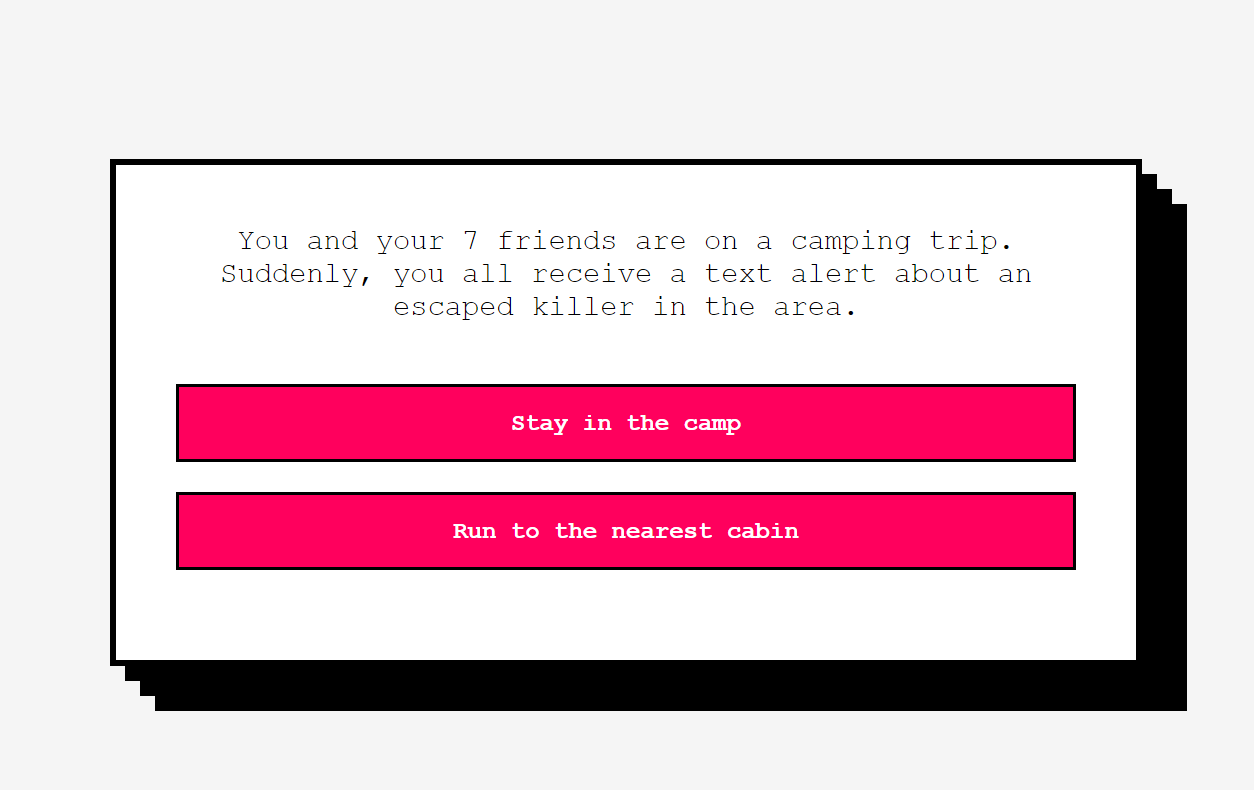 You and your 7 friends are on a camping trip.
Suddenly, you all receive a text alert about an
escaped killer in the area.
Stay in the camp
Run to the nearest cabin